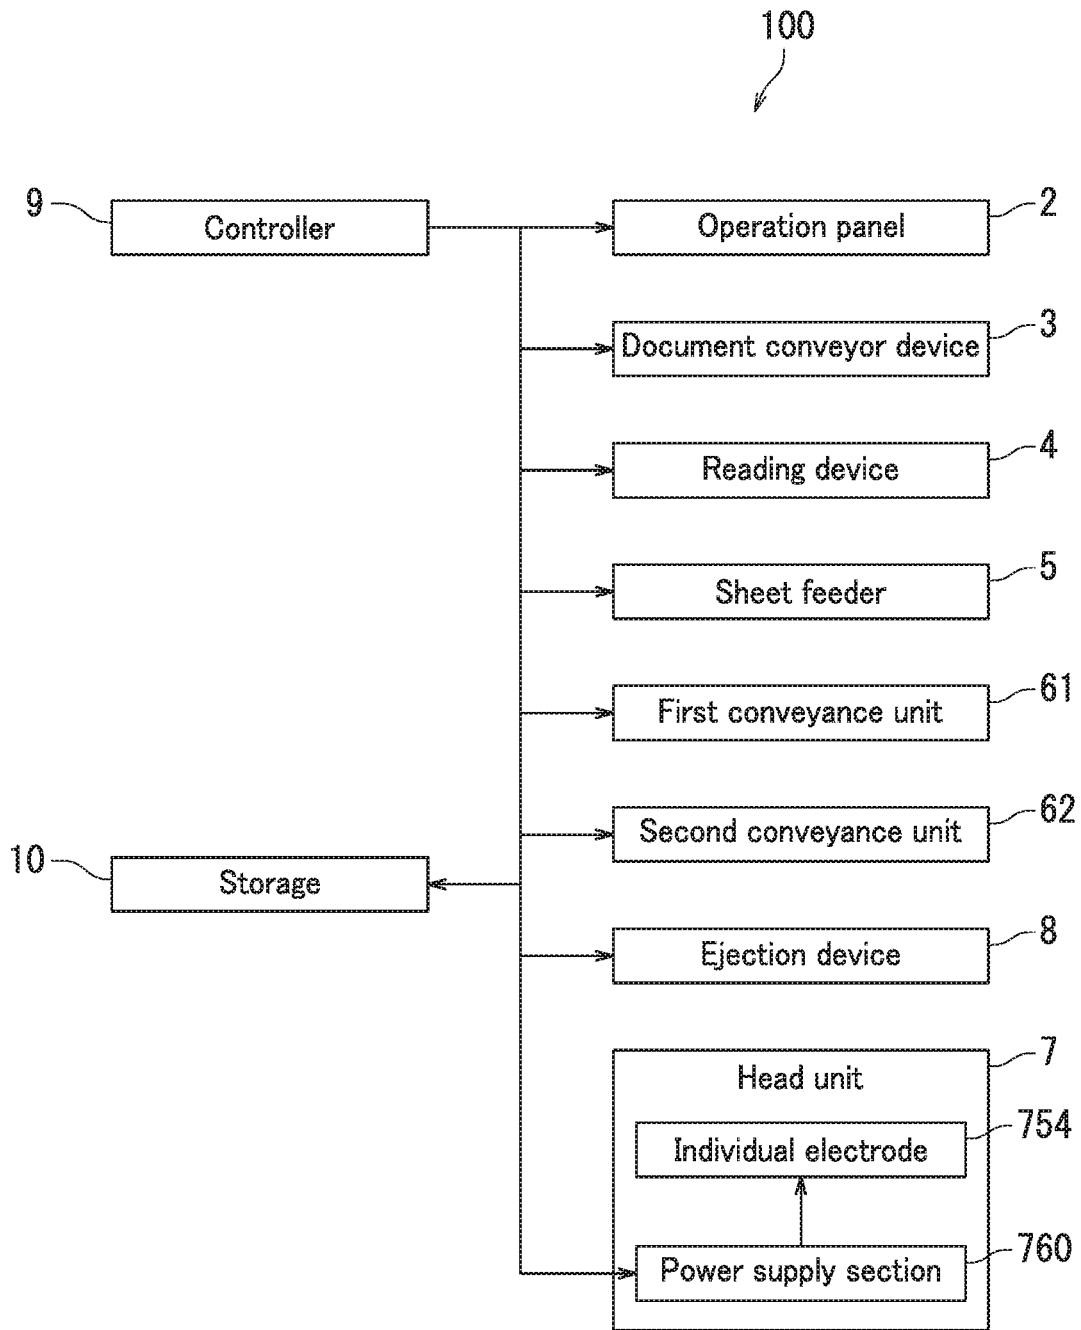 100
9
Controller
Operation panel
2
Document conveyor device
3
Reading device
4
Sheet feeder
5
First conveyance unit
61
Second conveyance unit
62
10
Storage
Ejection device
8
Head unit
7
Individual electrode
754
Power supply section
760